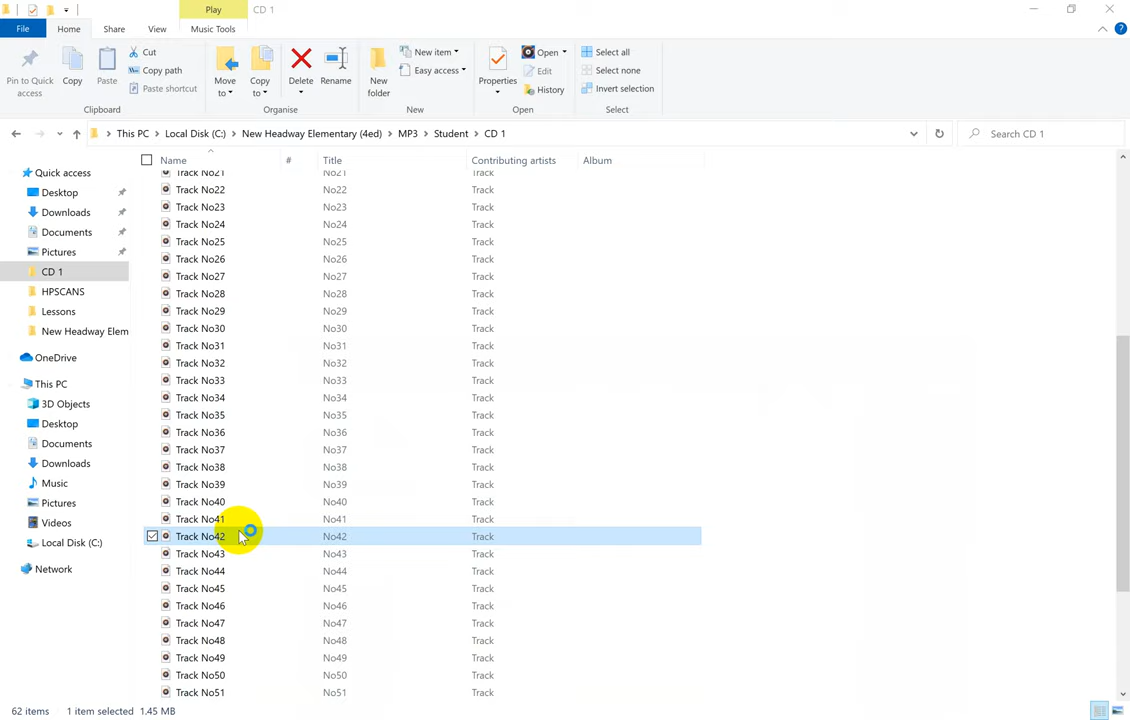 Play CD 1
File Home Share View Music Tools
Pin to Quick access
Copy
Paste
Cut
Copy path
Paste shortcut
Clipboard
Move to
Copy to
Delete
Rename
Organise
New folder
New item
Easy access
New
Properties
Open
Edit
History
Open
Select all
Select none
Invert selection
Select
This PC > Local Disk (C:) > New Headway Elementary (4ed) > MP3 > Student > CD 1
Search CD 1
Quick access
Desktop
Downloads
Documents
Pictures
CD 1
HPSCANS
Lessons
New Headway Elem
OneDrive
This PC
3D Objects
Desktop
Documents
Downloads
Music
Pictures
Videos
Local Disk (C:)
Network
Name # Title Contributing artists Album
Track No21 No21 Track
Track No22 No22 Track
Track No23 No23 Track
Track No24 No24 Track
Track No25 No25 Track
Track No26 No26 Track
Track No27 No27 Track
Track No28 No28 Track
Track No29 No29 Track
Track No30 No30 Track
Track No31 No31 Track
Track No32 No32 Track
Track No33 No33 Track
Track No34 No34 Track
Track No35 No35 Track
Track No36 No36 Track
Track No37 No37 Track
Track No38 No38 Track
Track No39 No39 Track
Track No40 No40 Track
Track No41 No41 Track
Track No42 No42 Track
Track No43 No43 Track
Track No44 No44 Track
Track No45 No45 Track
Track No46 No46 Track
Track No47 No47 Track
Track No48 No48 Track
Track No49 No49 Track
Track No50 No50 Track
Track No51 No51 Track
62 items 1 item selected 1.45 MB